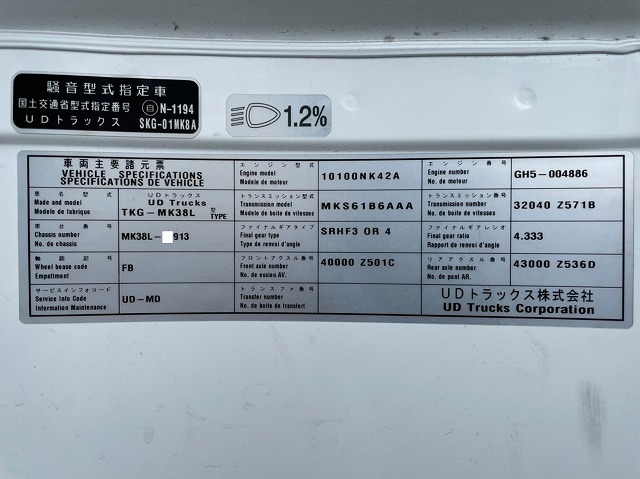 騒音型式指定車
国土交通省型式指定番号 自 N-1194
UDトラックス SKG-01MK8A
1.2%
車両主要諸元票
VEHICLE SPECIFICATIONS
SPECIFICATIONS DE VEHICLE
車名型式 UDトラックス
Made and model UD Trucks
Modele de fabrique TKG-MK38L 型 TYPE
車台番号
Chassis number MK38L- 913
No. de chassis
軸距記号
Wheel bease code FB
Empattment
サービスインフォコード
Service Info Code UD-MD
Information Maintenance
エンジン型式
Engine model 10100NK42A
Modele de moteur
トランスミッション型式
Transmission model MKS61B6AAA
Modele de boite de vitesses
ファイナルギアタイプ
Final gear type SRHF3 OR 4
Type de renvoi d'angle
フロントアクスル番号
Front axle number 40000 Z501C
No. de essieu AV.
トランスファ番号
Transfer number
No. de boite de transfert
エンジン番号
Engine number GH5-004886
No. de moteur
トランスミッション番号
Transmission number 32040 Z571B
No. de boite de vitesses
ファイナルギアレシオ
Final gear ratio 4.333
Rapport de renvoi d'angle
リアアクスル番号
Rear axle number 43000 Z536D
No. de post AR.
UDトラックス株式会社
UD Trucks Corporation